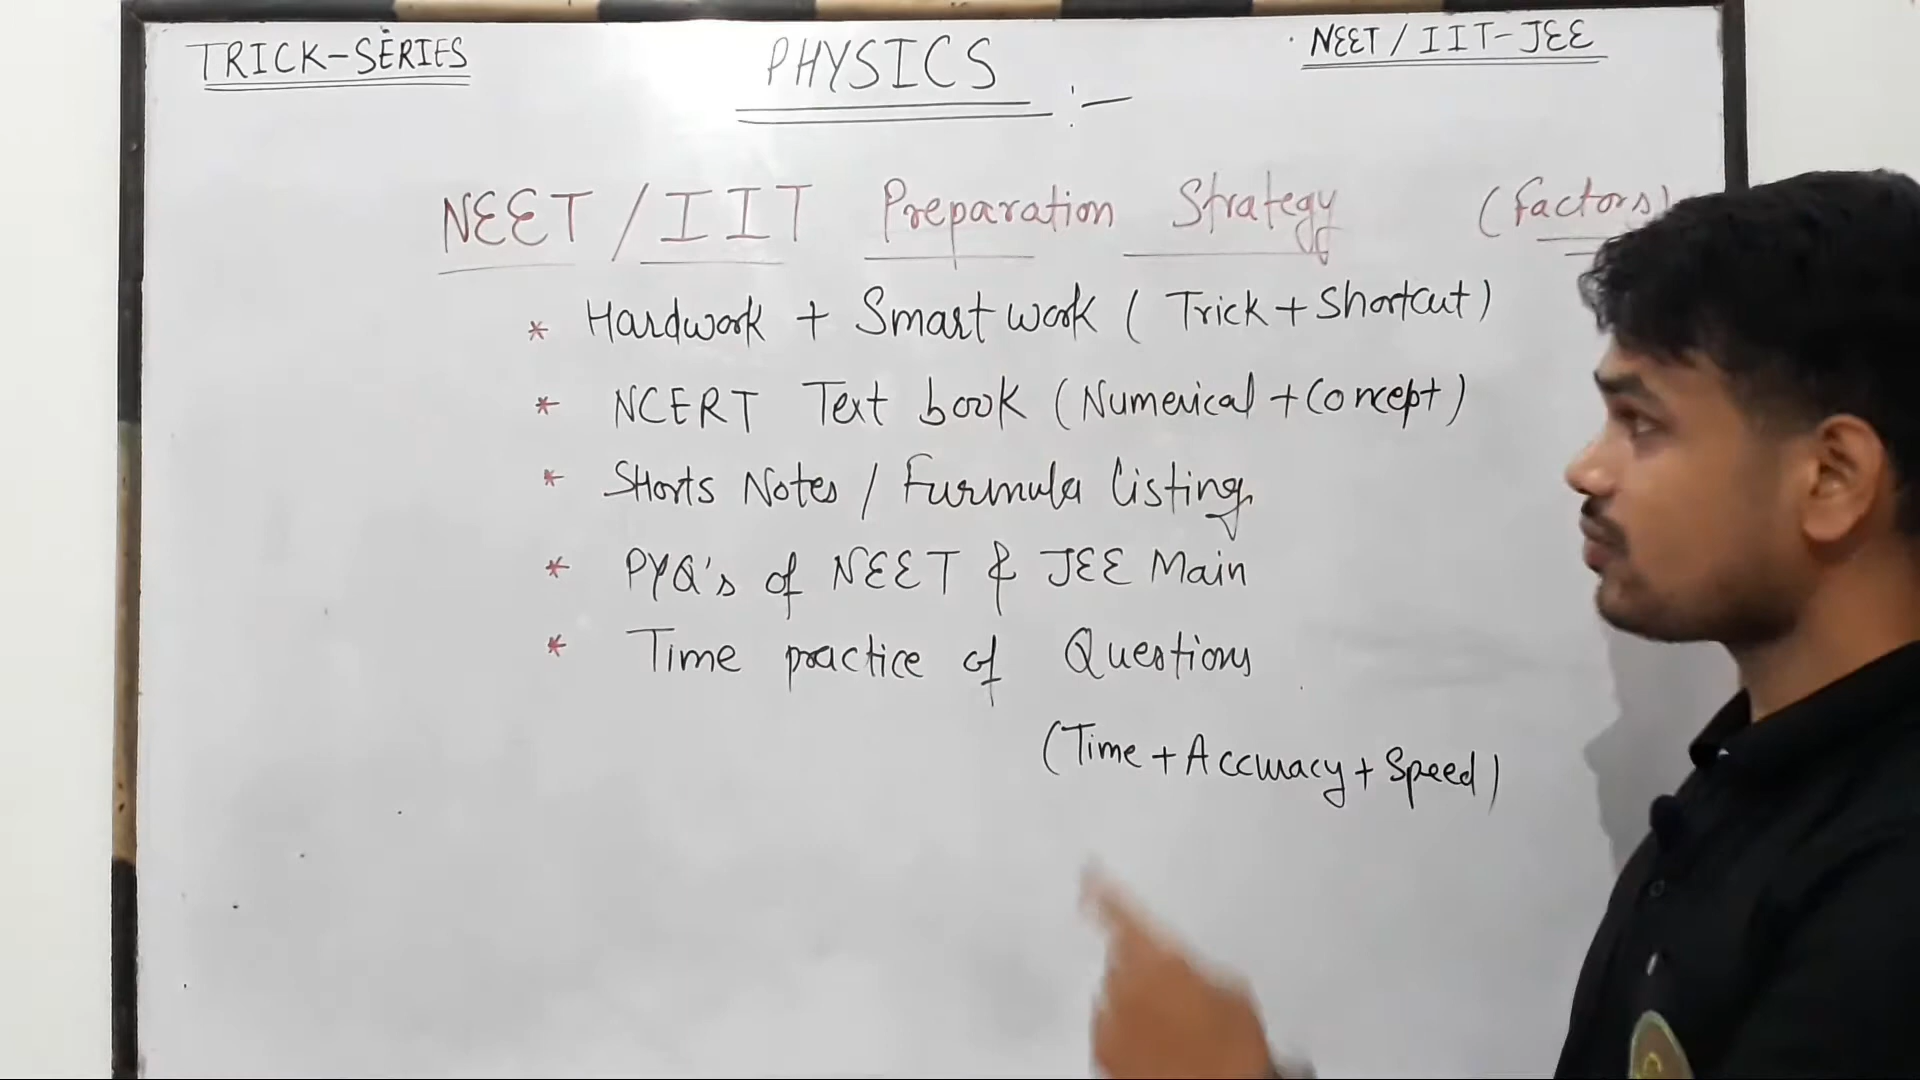 TRICK-SERIES
PHYSICS :-
NEET / IIT-JEE
NEET / IIT Preparation Strategy (factors)
* Hardwork + Smart work ( Trick + Shortcut )
* NCERT Text book ( Numerical + Concept )
* Shorts Notes / Furmula listing
* PYQ's of NEET & JEE Main
* Time practice of Questions
(Time + Accuracy + Speed )